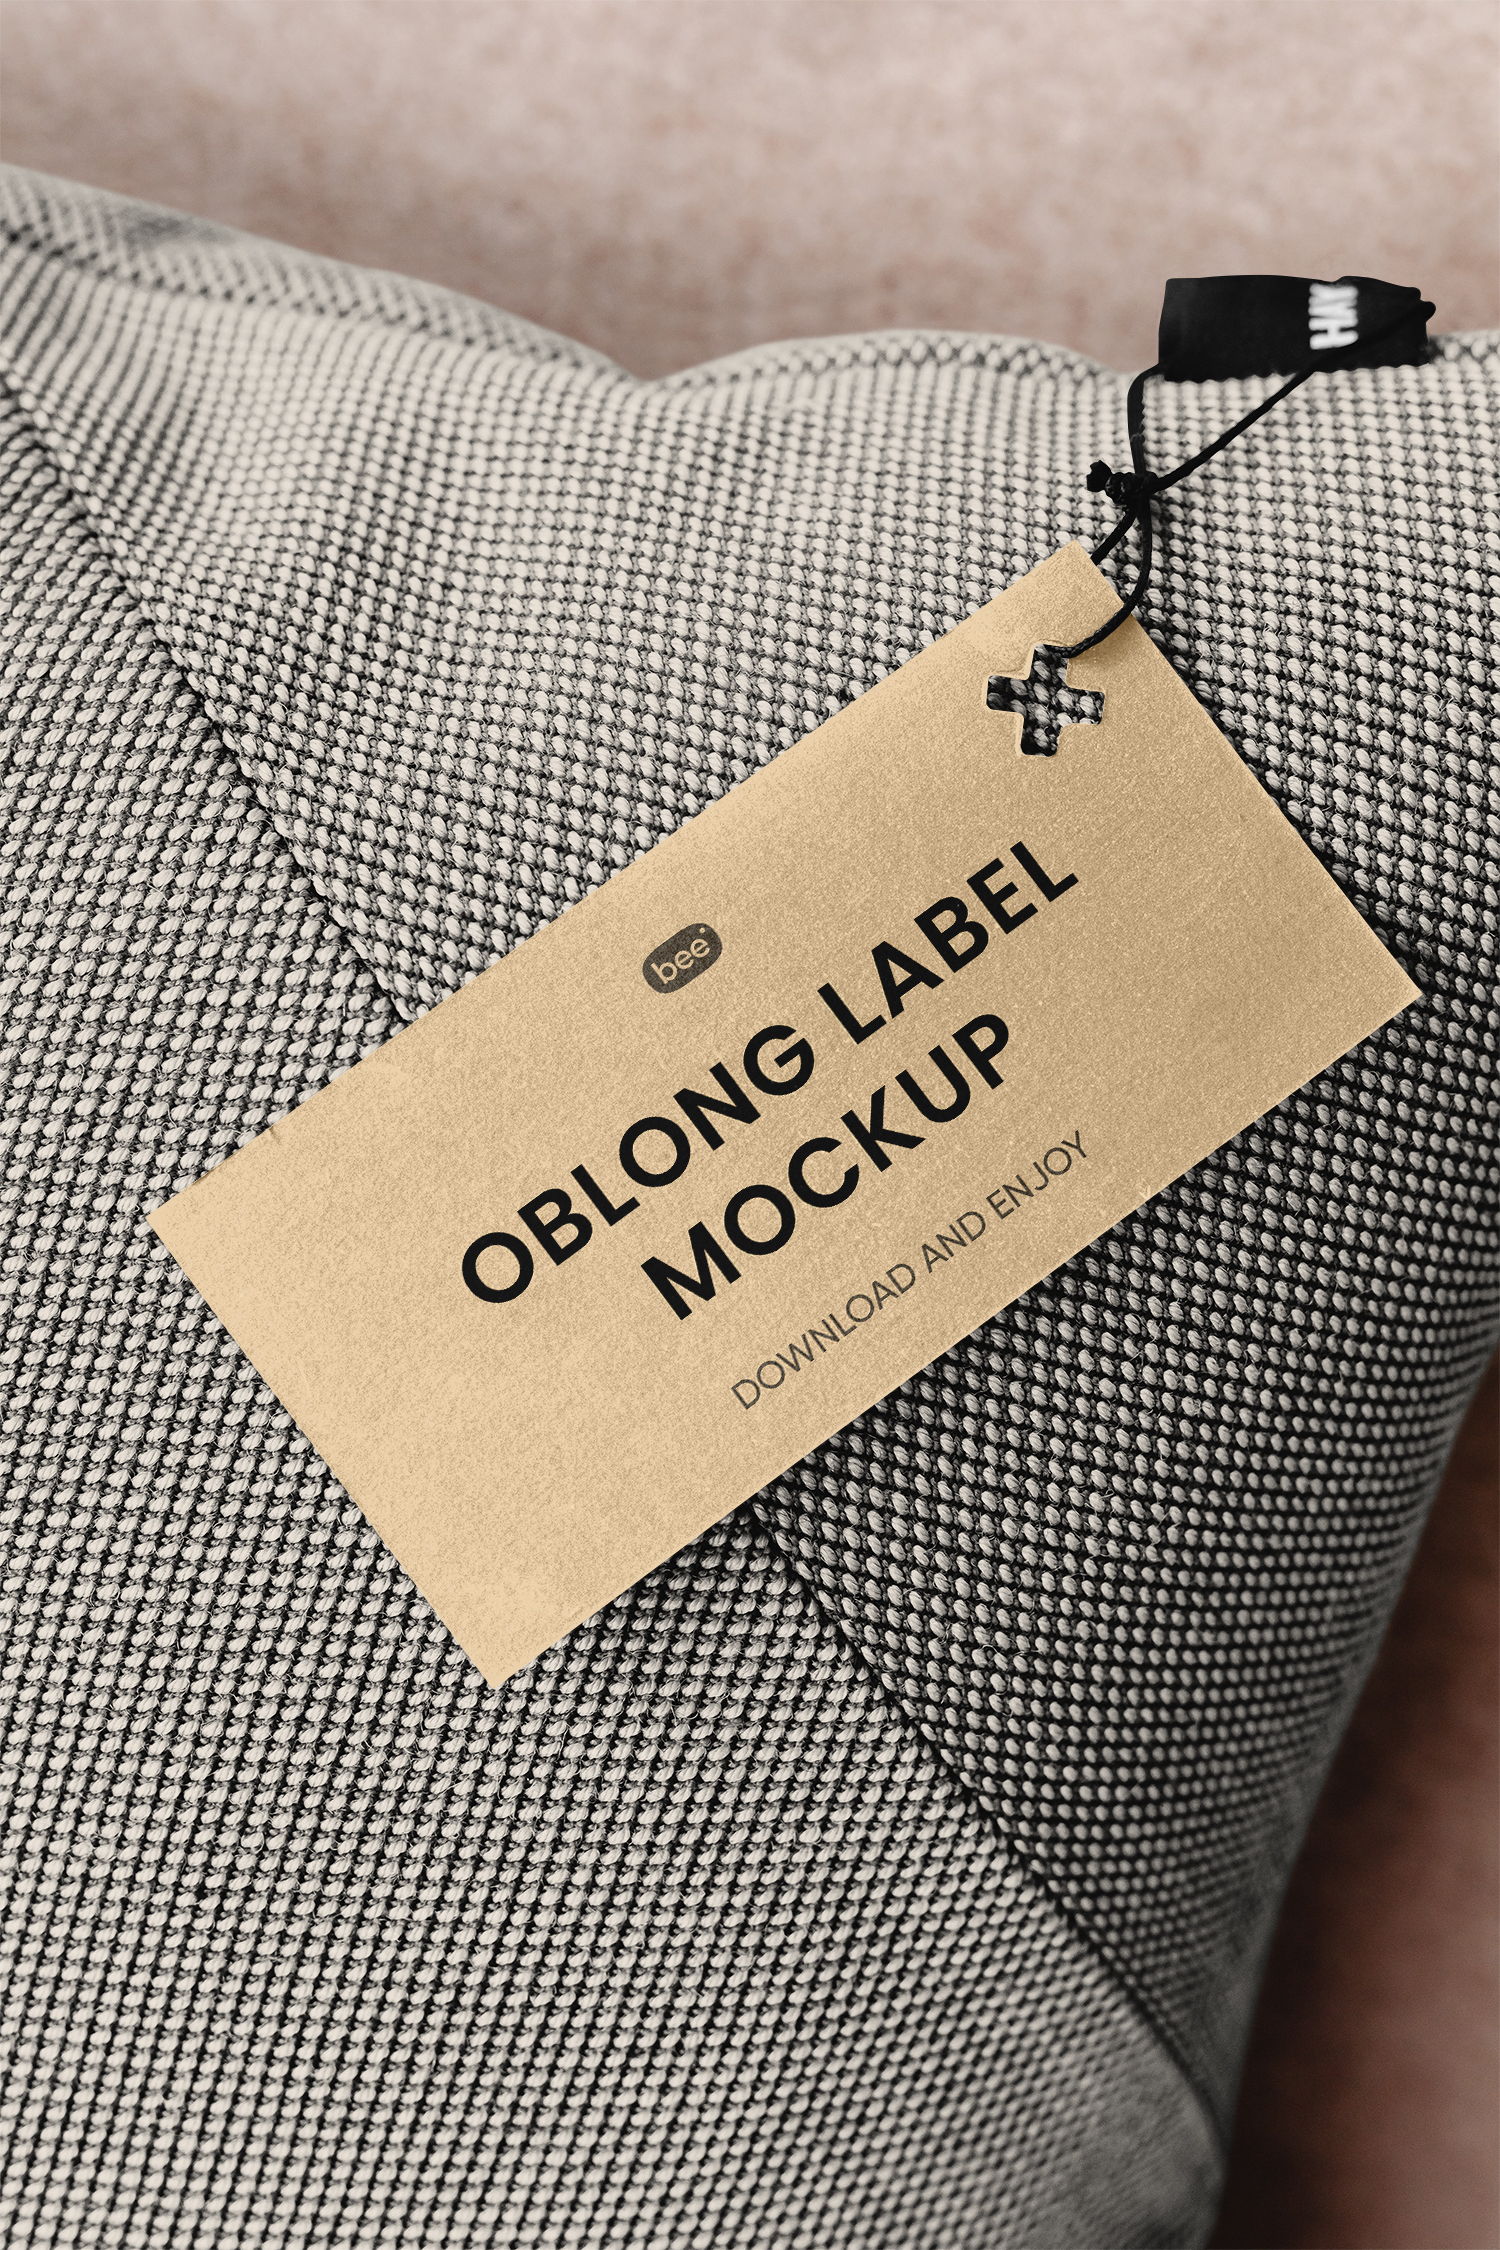 HAY
bee°
OBLONG LABEL
MOCKUP
DOWNLOAD AND ENJOY